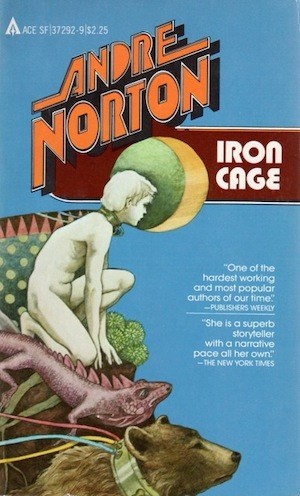 ACE SF 37292-9 $2.25
ANDRE
NORTON
IRON
CAGE
"One of the
hardest working
and most popular
authors of our time."
—PUBLISHERS WEEKLY
"She is a superb
storyteller
with a narrative
pace all her own."
—THE NEW YORK TIMES